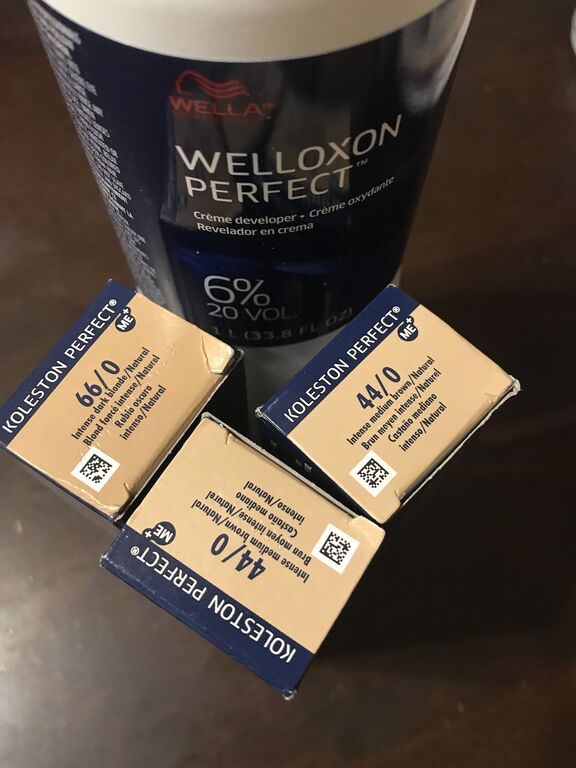 WELLA™
WELLOXON
PERFECT™
Crème developer • Crème oxydante
Revelador en crema
6%
20 VOL
1 L (33.8 FL OZ)
KOLESTON PERFECT®
ME+
66/0
Intense dark blonde/Natural
Blond foncé intense/Naturel
Rubio oscuro
intenso/Natural
KOLESTON PERFECT®
ME+
44/0
Intense medium brown/Natural
Brun moyen intense/Naturel
Castaño mediano
intenso/Natural
KOLESTON PERFECT®
ME+
44/0
Intense medium brown/Natural
Brun moyen intense/Naturel
Castaño mediano
intenso/Natural